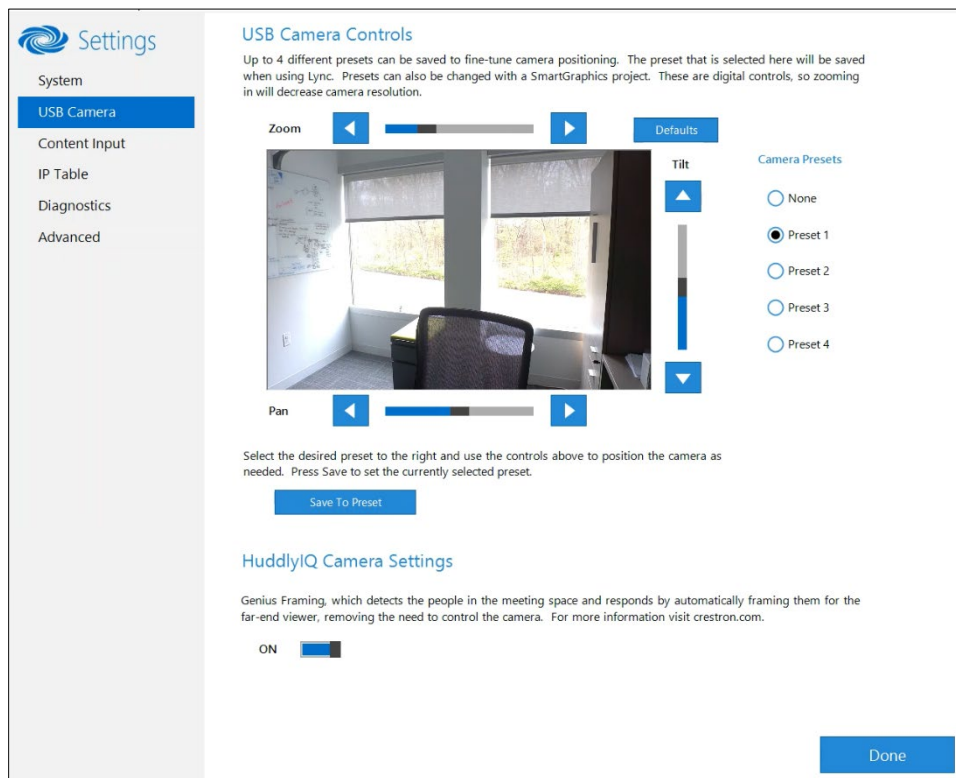 Settings
System
USB Camera
Content Input
IP Table
Diagnostics
Advanced
USB Camera Controls
Up to 4 different presets can be saved to fine-tune camera positioning. The preset that is selected here will be saved
when using Lync. Presets can also be changed with a SmartGraphics project. These are digital controls, so zooming
in will decrease camera resolution.
Zoom
Defaults
Tilt
Camera Presets
None
Preset 1
Preset 2
Preset 3
Preset 4
Pan
Select the desired preset to the right and use the controls above to position the camera as
needed. Press Save to set the currently selected preset.
Save To Preset
HuddlyIQ Camera Settings
Genius Framing, which detects the people in the meeting space and responds by automatically framing them for the
far-end viewer, removing the need to control the camera. For more information visit crestron.com.
ON
Done